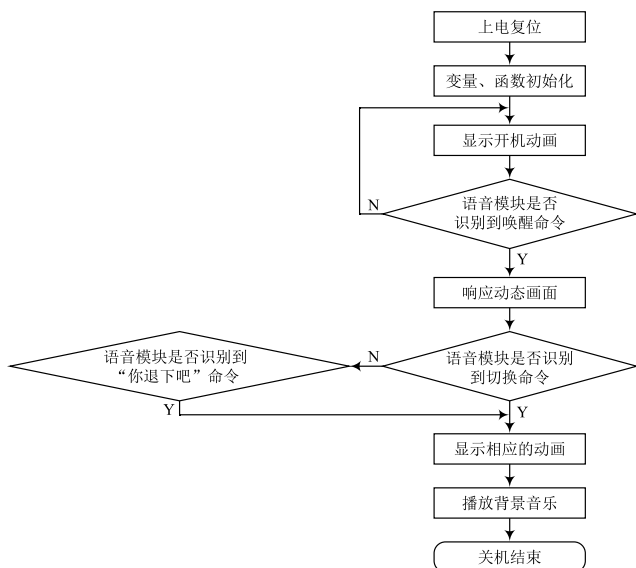 上电复位
变量、函数初始化
显示开机动画
语音模块是否
识别到唤醒命令
N
Y
响应动态画面
语音模块是否识别到
“你退下吧”命令
N
语音模块是否识别
到切换命令
Y
Y
显示相应的动画
播放背景音乐
关机结束